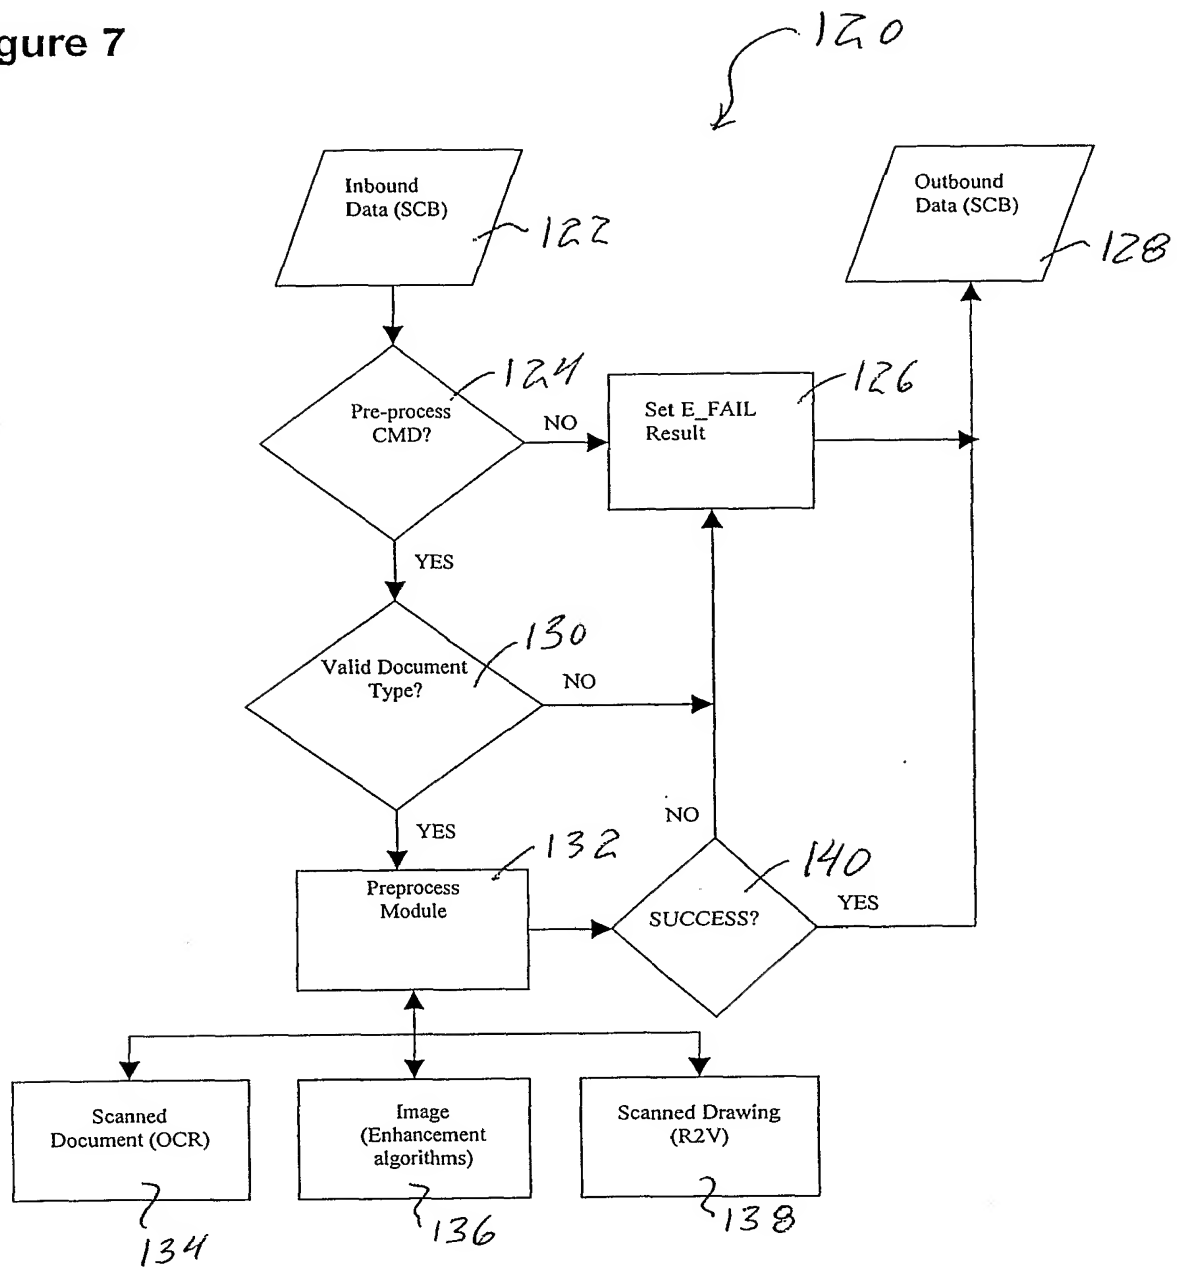 gure 7
120
Inbound
Data (SCB)
122
Outbound
Data (SCB)
128
124
Pre-process
CMD?
NO
126
Set E_FAIL
Result
YES
130
Valid Document
Type?
NO
YES
NO
132
Preprocess
Module
140
SUCCESS?
YES
Scanned
Document (OCR)
134
Image
(Enhancement
algorithms)
136
Scanned Drawing
(R2V)
138